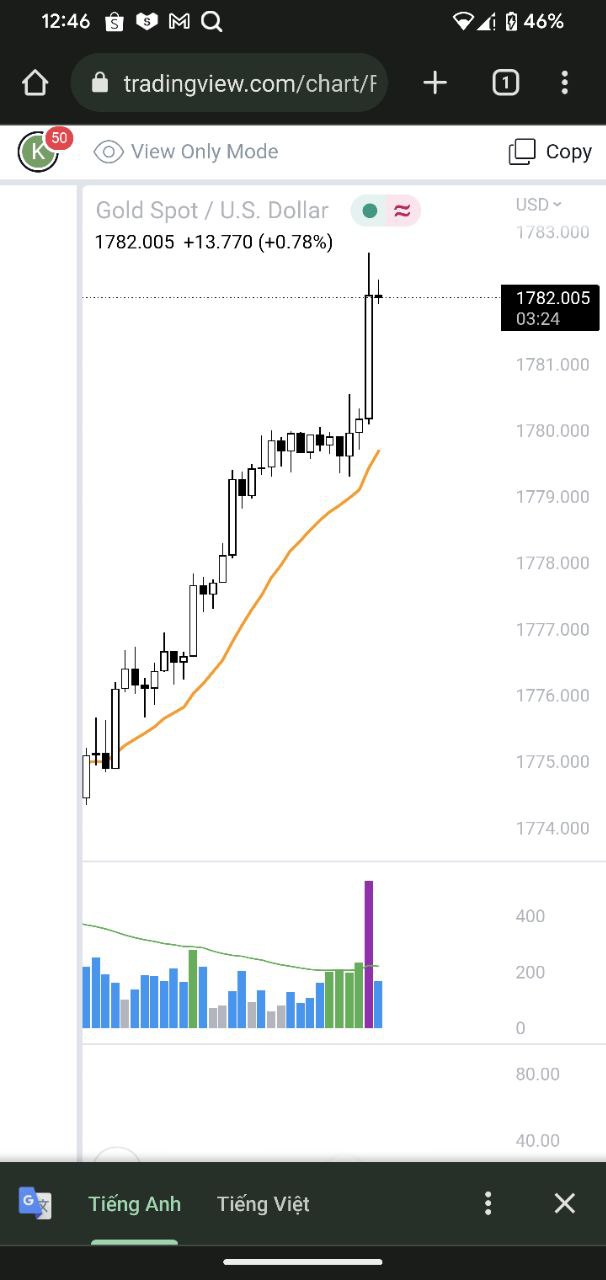 12:46
46%
tradingview.com/chart/F
1
K
50
View Only Mode
Copy
Gold Spot / U.S. Dollar
USD
1782.005 +13.770 (+0.78%)
1783.000
1782.005
03:24
1781.000
1780.000
1779.000
1778.000
1777.000
1776.000
1775.000
1774.000
400
200
0
80.00
40.00
Tiếng Anh
Tiếng Việt